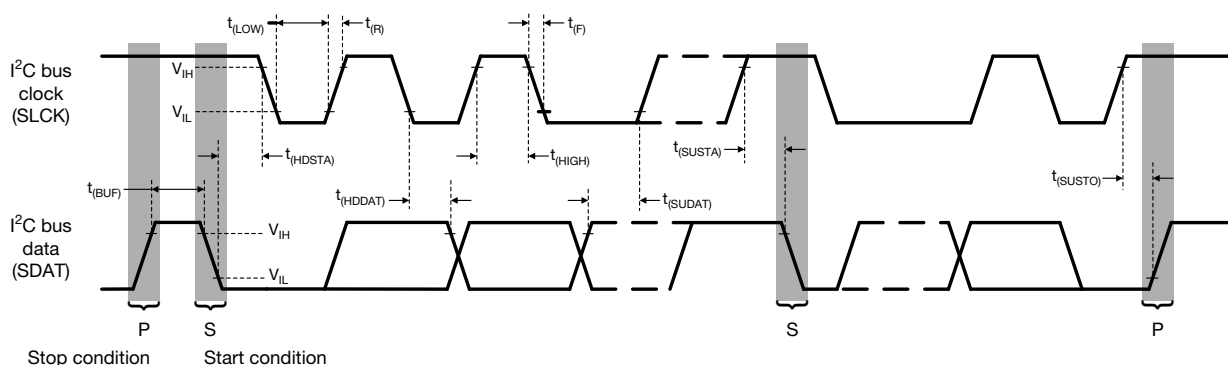 t(LOW)
t(R)
t(F)
I²C bus
clock
(SLCK)
VIH
VIL
t(HDSTA)
t(HIGH)
t(SUSTA)
t(BUF)
t(HDDAT)
t(SUDAT)
t(SUSTO)
I²C bus
data
(SDAT)
VIH
VIL
P
S
S
P
Stop condition
Start condition